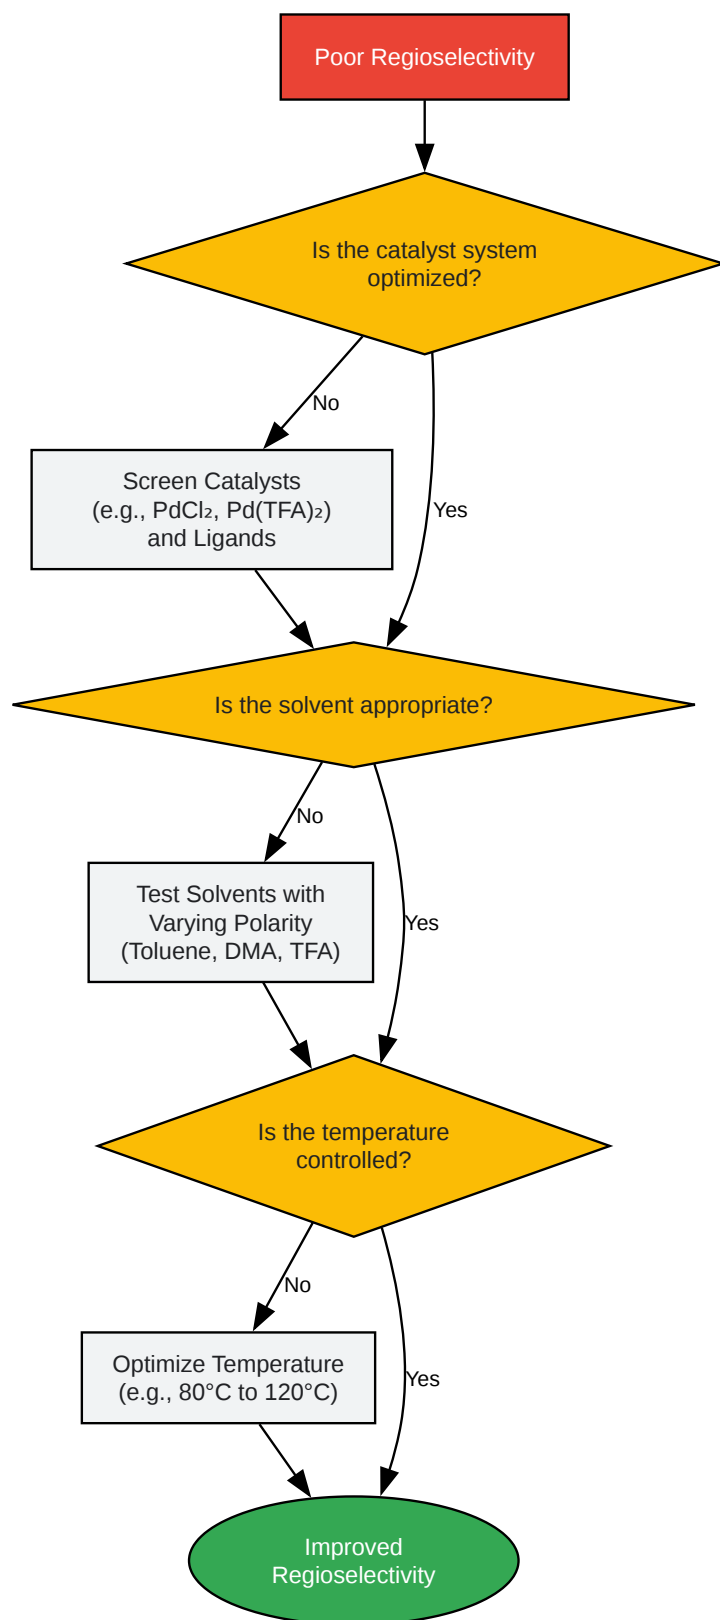 Poor Regioselectivity
Is the catalyst system
optimized?
No
Screen Catalysts
(e.g., PdCl₂, Pd(TFA)₂)
and Ligands
Yes
Is the solvent appropriate?
No
Test Solvents with
Varying Polarity
(Toluene, DMA, TFA)
Yes
Is the temperature
controlled?
No
Optimize Temperature
(e.g., 80°C to 120°C)
Yes
Improved
Regioselectivity